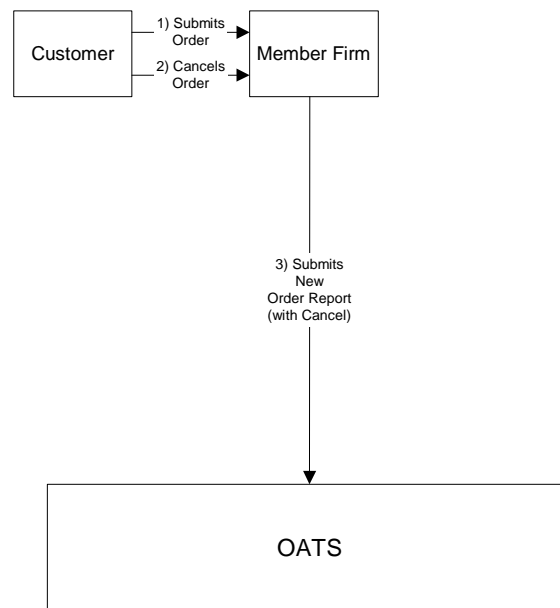 Customer
1) Submits
Order
2) Cancels
Order
Member Firm
3) Submits
New
Order Report
(with Cancel)
OATS